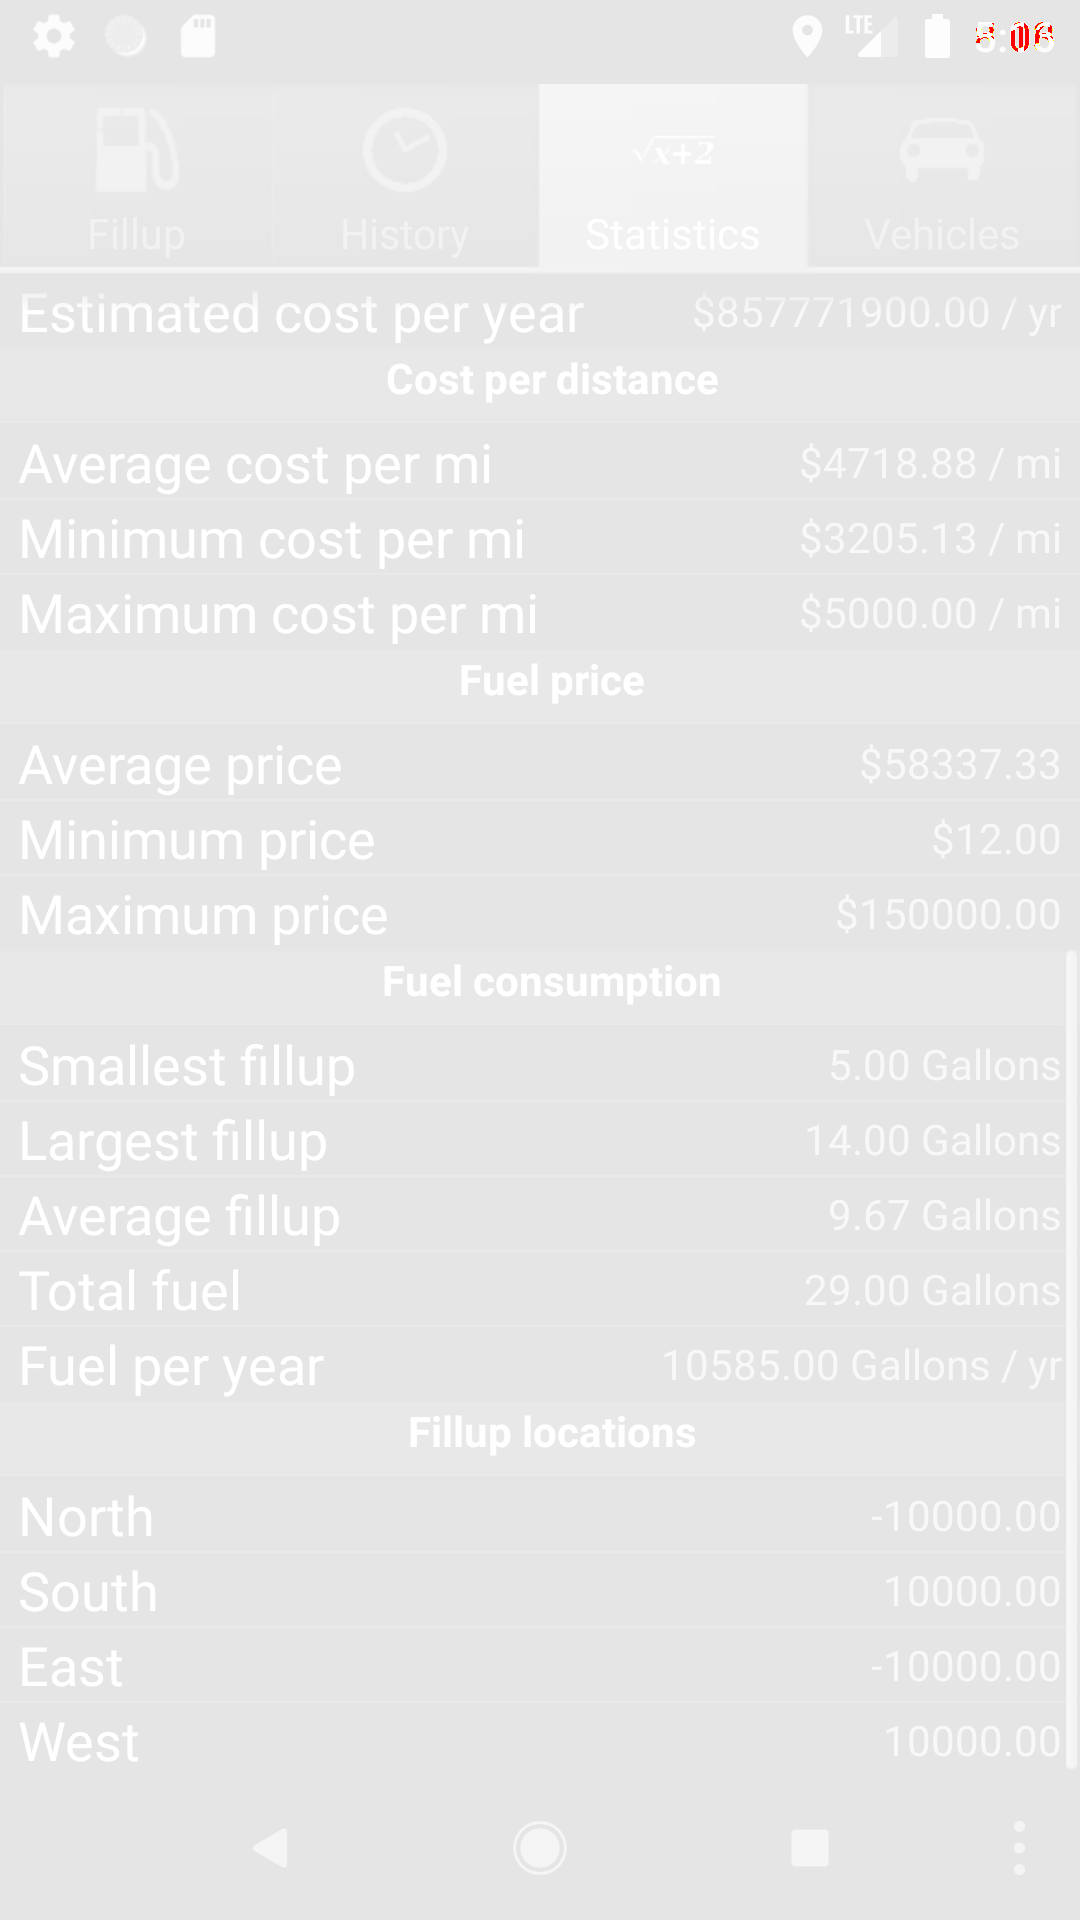 LTE
Fillup History √x+2 Statistics Vehicles
Estimated cost per year $857771900.00 / yr
Cost per distance
Average cost per mi $4718.88 / mi
Minimum cost per mi $3205.13 / mi
Maximum cost per mi $5000.00 / mi
Fuel price
Average price $58337.33
Minimum price $12.00
Maximum price $150000.00
Fuel consumption
Smallest fillup 5.00 Gallons
Largest fillup 14.00 Gallons
Average fillup 9.67 Gallons
Total fuel 29.00 Gallons
Fuel per year 10585.00 Gallons / yr
Fillup locations
North -10000.00
South 10000.00
East -10000.00
West 10000.00